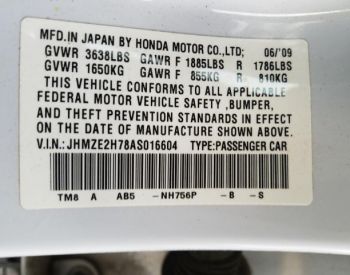 MFD.IN JAPAN BY HONDA MOTOR CO.,LTD; 06/'09
GVWR 3638LBS GAWR F 1885LBS R 1786LBS
GVWR 1650KG GAWR F 855KG R 810KG
THIS VEHICLE CONFORMS TO ALL APPLICABLE
FEDERAL MOTOR VEHICLE SAFETY ,BUMPER,
AND THEFT PREVENTION STANDARDS IN EFFECT
ON THE DATE OF MANUFACTURE SHOWN ABOVE.
V.I.N.: JHMZE2H78AS016604 TYPE:PASSENGER CAR
TM8 A AB5 -NH756P -B -S